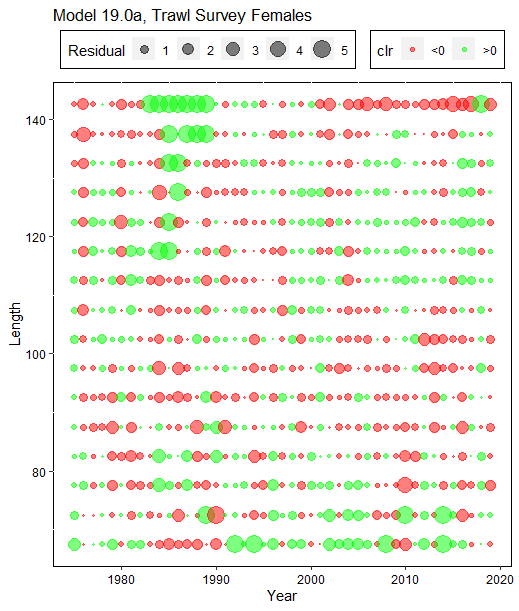 Model 19.0a, Trawl Survey Females
Residual 1 2 3 4 5 clr <0 >0
140
120
100
80
Length
1980 1990 2000 2010 2020
Year